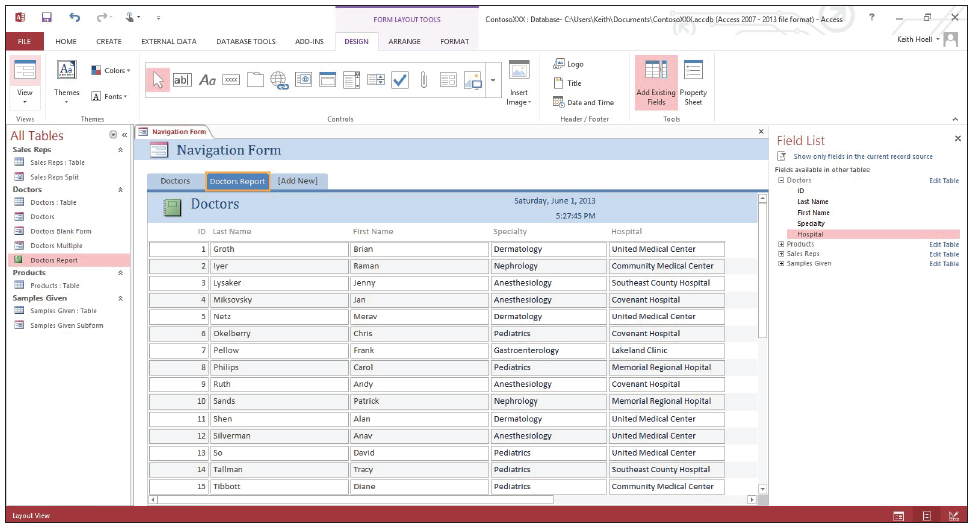 FORM LAYOUT TOOLS
ContosoXXX : Database- C:\Users\Keith\Documents\ContosoXXX.accdb (Access 2007 - 2013 file format) - Access
?
FILE HOME CREATE EXTERNAL DATA DATABASE TOOLS ADD-INS DESIGN ARRANGE FORMAT
Keith Hoell
View
Views
Aa
Themes
Colors
A Fonts
Themes
ab| Aa XXXX
Controls
Insert
Image
Logo
Title
Date and Time
Header / Footer
Add Existing
Fields
Property
Sheet
Tools
All Tables
Sales Reps
Sales Reps : Table
Sales Reps Split
Doctors
Doctors : Table
Doctors
Doctors Blank Form
Doctors Multiple
Doctors Report
Products
Products : Table
Samples Given
Samples Given : Table
Samples Given Subform
Navigation Form
Navigation Form
Doctors Doctors Report [Add New]
Doctors
Saturday, June 1, 2013
5:27:45 PM
ID Last Name First Name Specialty Hospital
1 Groth Brian Dermatology United Medical Center
2 Iyer Raman Nephrology Community Medical Center
3 Lysaker Jenny Anesthesiology Southeast County Hospital
4 Miksovsky Jan Anesthesiology Covenant Hospital
5 Netz Merav Dermatology United Medical Center
6 Okelberry Chris Pediatrics Covenant Hospital
7 Pellow Frank Gastroenterology Lakeland Clinic
8 Philips Carol Pediatrics Memorial Regional Hopital
9 Ruth Andy Anesthesiology Covenant Hospital
10 Sands Patrick Nephrology Memorial Regional Hopital
11 Shen Alan Dermatology United Medical Center
12 Silverman Anav Anesthesiology United Medical Center
13 So David Pediatrics United Medical Center
14 Tallman Tracy Pediatrics Southeast County Hospital
15 Tibbott Diane Pediatrics Community Medical Center
Field List
Show only fields in the current record source
Fields available in other tables:
Doctors Edit Table
ID
Last Name
First Name
Specialty
Hospital
Products Edit Table
Sales Reps Edit Table
Samples Given Edit Table
Layout View